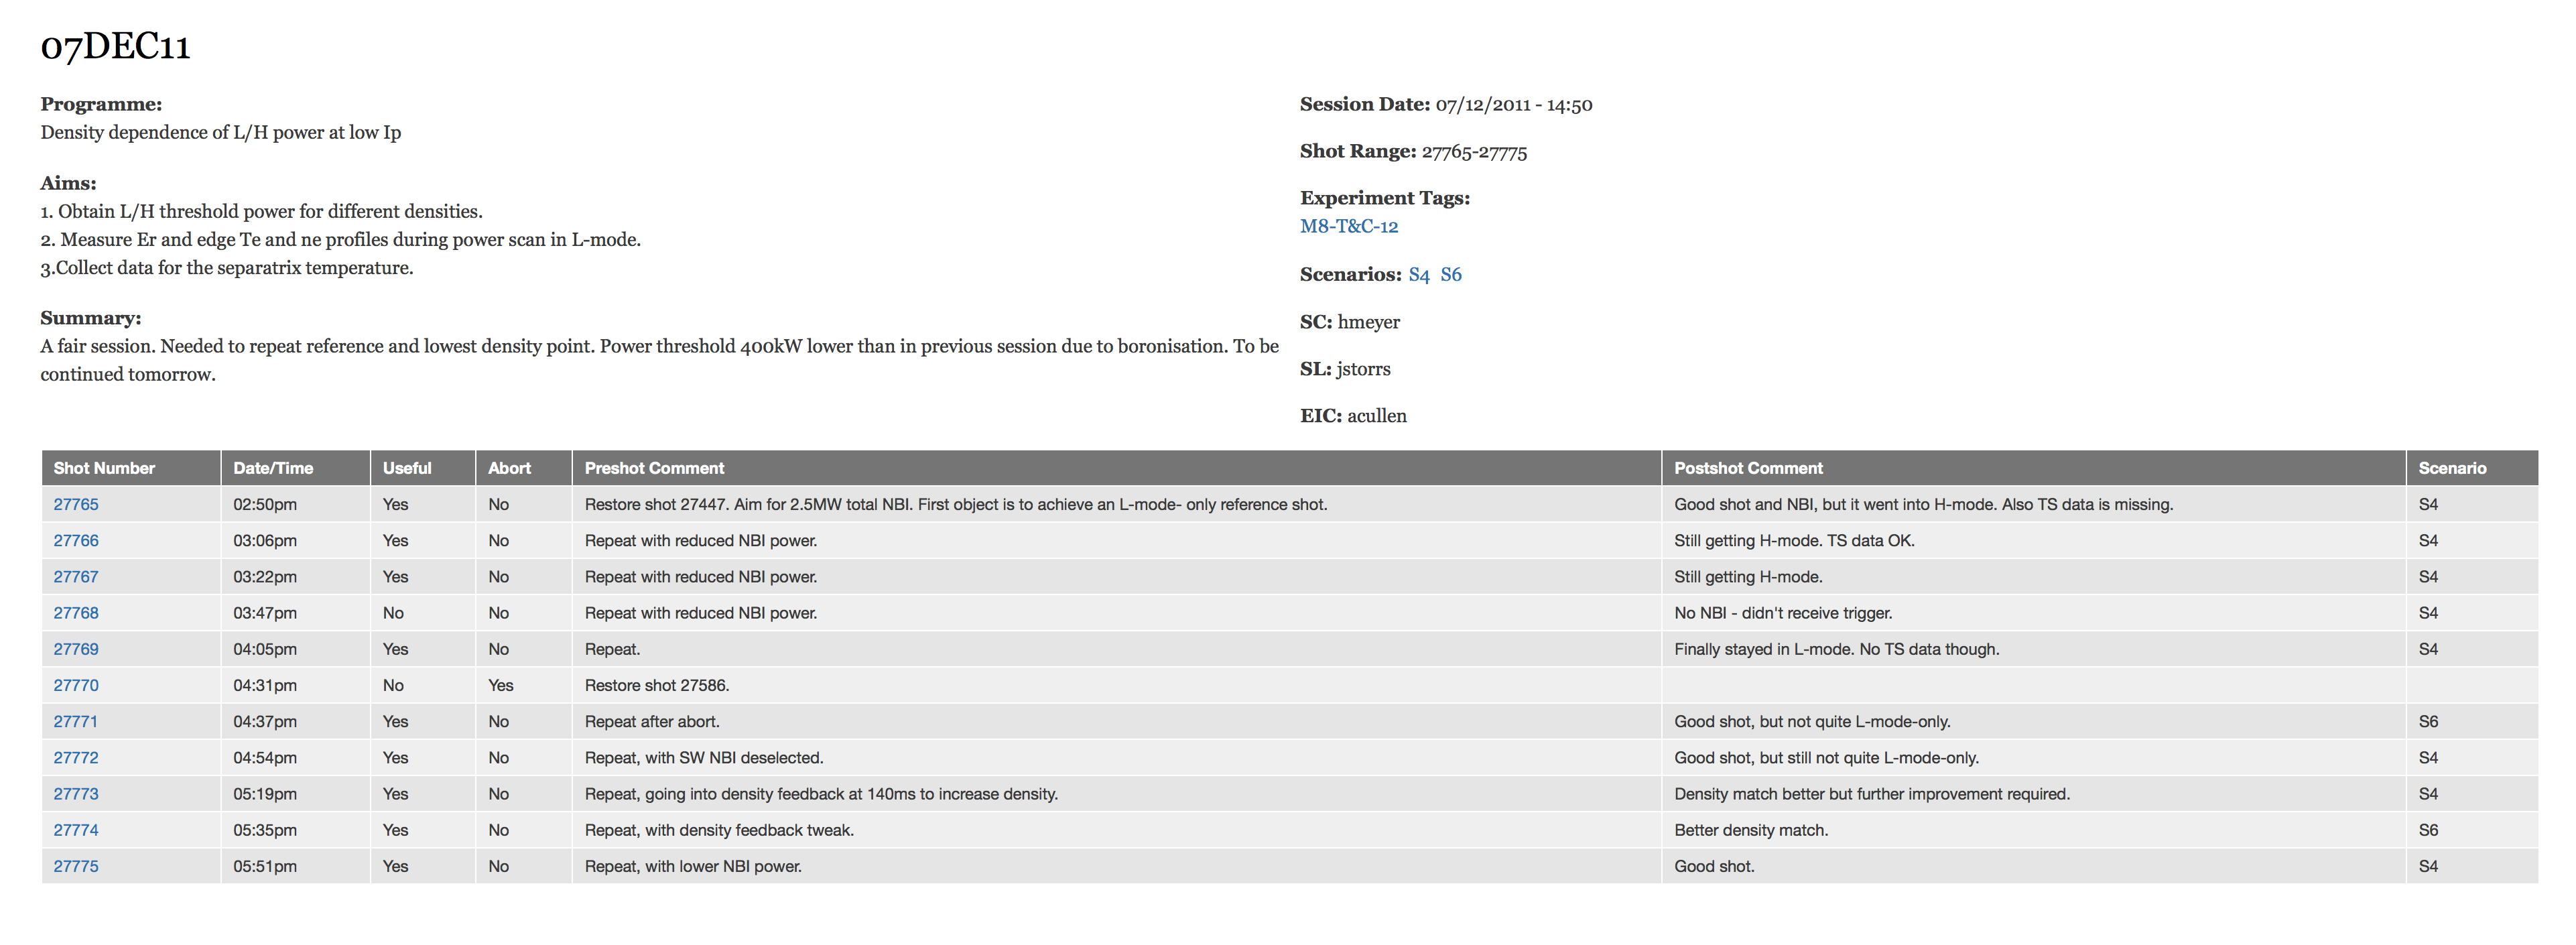 07DEC11
Programme:
Density dependence of L/H power at low Ip
Aims:
1. Obtain L/H threshold power for different densities.
2. Measure Er and edge Te and ne profiles during power scan in L-mode.
3.Collect data for the separatrix temperature.
Summary:
A fair session. Needed to repeat reference and lowest density point. Power threshold 400kW lower than in previous session due to boronisation. To be
continued tomorrow.
Session Date: 07/12/2011 - 14:50
Shot Range: 27765-27775
Experiment Tags:
M8-T&C-12
Scenarios: S4 S6
SC: hmeyer
SL: jstorrs
EIC: acullen
Shot Number Date/Time Useful Abort Preshot Comment Postshot Comment Scenario
27765 02:50pm Yes No Restore shot 27447. Aim for 2.5MW total NBI. First object is to achieve an L-mode- only reference shot. Good shot and NBI, but it went into H-mode. Also TS data is missing. S4
27766 03:06pm Yes No Repeat with reduced NBI power. Still getting H-mode. TS data OK. S4
27767 03:22pm Yes No Repeat with reduced NBI power. Still getting H-mode. S4
27768 03:47pm No No Repeat with reduced NBI power. No NBI - didn't receive trigger. S4
27769 04:05pm Yes No Repeat. Finally stayed in L-mode. No TS data though. S4
27770 04:31pm No Yes Restore shot 27586.
27771 04:37pm Yes No Repeat after abort. Good shot, but not quite L-mode-only. S6
27772 04:54pm Yes No Repeat, with SW NBI deselected. Good shot, but still not quite L-mode-only. S4
27773 05:19pm Yes No Repeat, going into density feedback at 140ms to increase density. Density match better but further improvement required. S4
27774 05:35pm Yes No Repeat, with density feedback tweak. Better density match. S6
27775 05:51pm Yes No Repeat, with lower NBI power. Good shot. S4